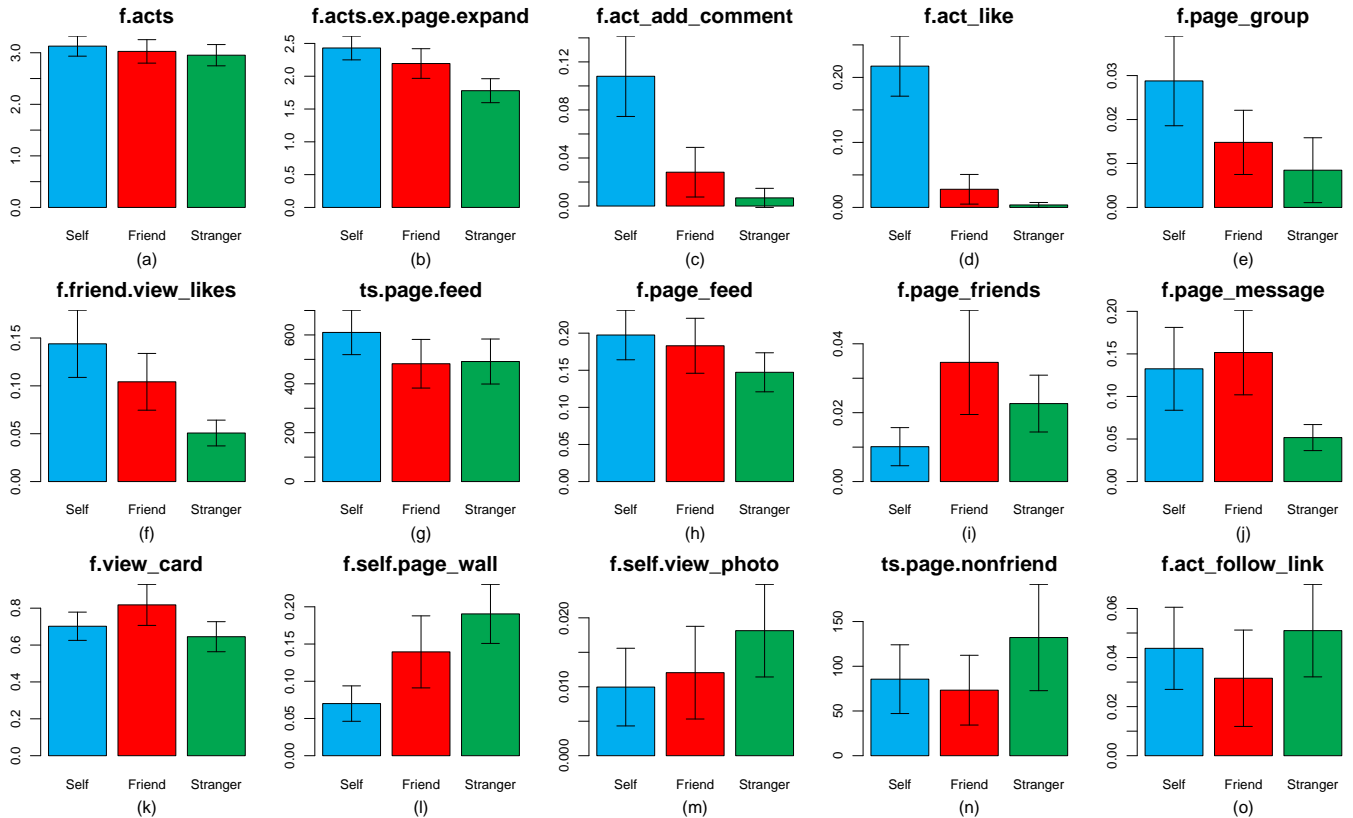 f.acts
0.0 1.0 2.0 3.0
Self Friend Stranger
(a)
f.acts.ex.page.expand
0.0 0.5 1.0 1.5 2.0 2.5
Self Friend Stranger
(b)
f.act_add_comment
0.00 0.04 0.08 0.12
Self Friend Stranger
(c)
f.act_like
0.00 0.10 0.20
Self Friend Stranger
(d)
f.page_group
0.00 0.01 0.02 0.03
Self Friend Stranger
(e)
f.friend.view_likes
0.00 0.05 0.10 0.15
Self Friend Stranger
(f)
ts.page.feed
0 200 400 600
Self Friend Stranger
(g)
f.page_feed
0.00 0.05 0.10 0.15 0.20
Self Friend Stranger
(h)
f.page_friends
0.00 0.02 0.04
Self Friend Stranger
(i)
f.page_message
0.00 0.05 0.10 0.15 0.20
Self Friend Stranger
(j)
f.view_card
0.0 0.2 0.4 0.6 0.8
Self Friend Stranger
(k)
f.self.page_wall
0.00 0.05 0.10 0.15 0.20
Self Friend Stranger
(l)
f.self.view_photo
0.000 0.010 0.020
Self Friend Stranger
(m)
ts.page.nonfriend
0 50 100 150
Self Friend Stranger
(n)
f.act_follow_link
0.00 0.02 0.04 0.06
Self Friend Stranger
(o)